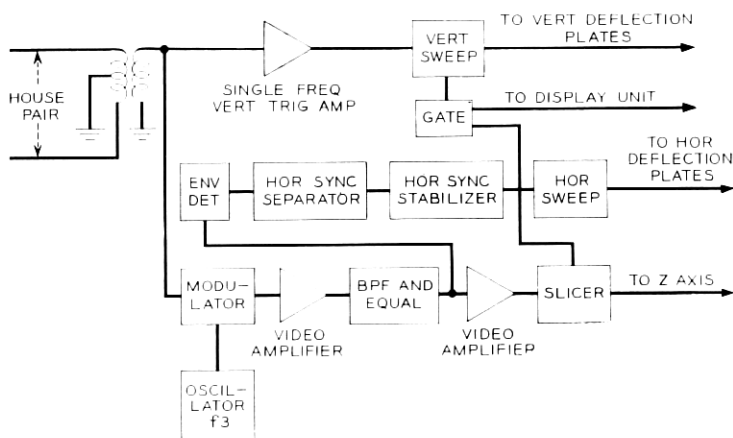 TO VERT DEFLECTION
PLATES
VERT
SWEEP
HOUSE
PAIR
SINGLE FREQ
VERT TRIG AMP
TO DISPLAY UNIT
GATE
TO HOR
DEFLECTION
PLATES
ENV
DET
HOR SYNC
SEPARATOR
HOR SYNC
STABILIZER
HOR
SWEEP
MODU-
LATOR
VIDEO
AMPLIFIER
BPF AND
EQUAL
VIDEO
AMPLIFIER
SLICER
TO Z AXIS
OSCIL-
LATOR
f3